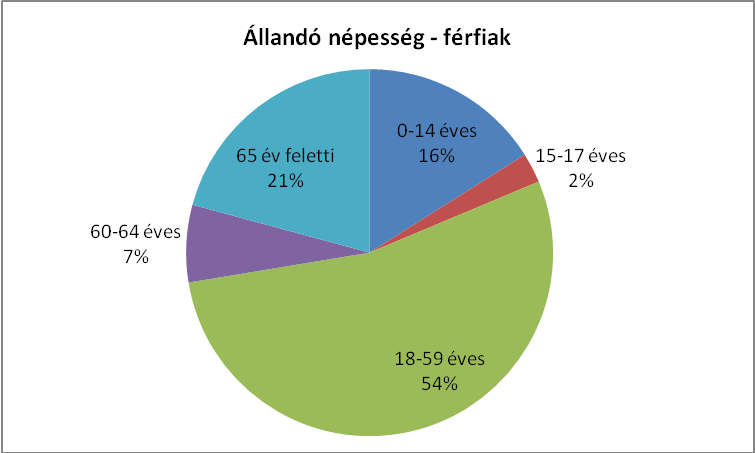 Állandó népesség - férfiak
0-14 éves
16%
15-17 éves
2%
18-59 éves
54%
60-64 éves
7%
65 év feletti
21%